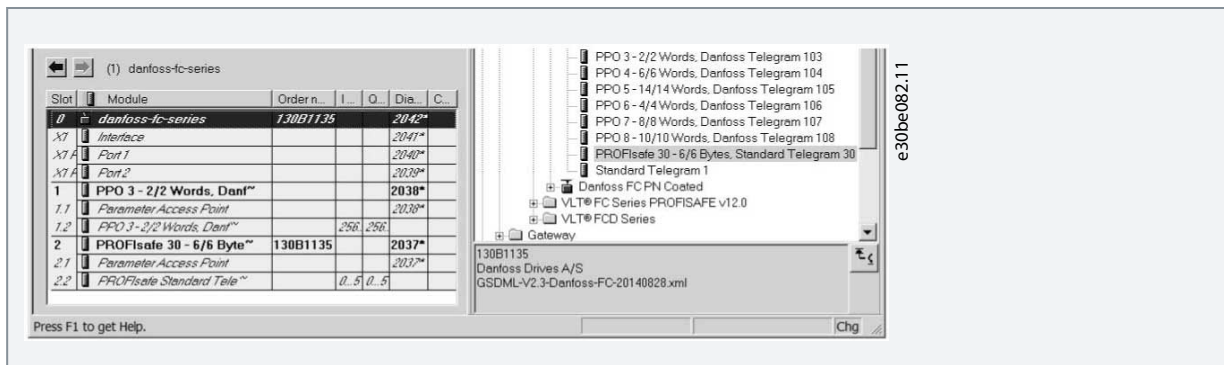 (1) danfoss-fc-series
Slot Module Order n... I... Q... Dia... C...
0 danfoss-fc-series 130B1135 2042*
X1 Interface 2041*
X1 P Port 1 2040*
X1 P Port 2 2039*
1 PPO 3 - 2/2 Words, Danf~ 2038*
1.1 Parameter Access Point 2038*
1.2 PPO 3 - 2/2 Words, Danf~ 256. 256.
2 PROFIsafe 30 - 6/6 Byte~ 130B1135 2037*
2.1 Parameter Access Point 2037*
2.2 PROFIsafe Standard Tele~ 0...5 0...5
PPO 3 - 2/2 Words, Danfoss Telegram 103
PPO 4 - 6/6 Words, Danfoss Telegram 104
PPO 5 - 14/14 Words, Danfoss Telegram 105
PPO 6 - 4/4 Words, Danfoss Telegram 106
PPO 7 - 8/8 Words, Danfoss Telegram 107
PPO 8 - 10/10 Words, Danfoss Telegram 108
PROFIsafe 30 - 6/6 Bytes, Standard Telegram 30
Standard Telegram 1
Danfoss FC PN Coated
VLT® FC Series PROFISAFE v12.0
VLT® FCD Series
Gateway
130B1135
Danfoss Drives A/S
GSDML-V2.3-Danfoss-FC-20140828.xml
Press F1 to get Help.
Chg
e30be082.11